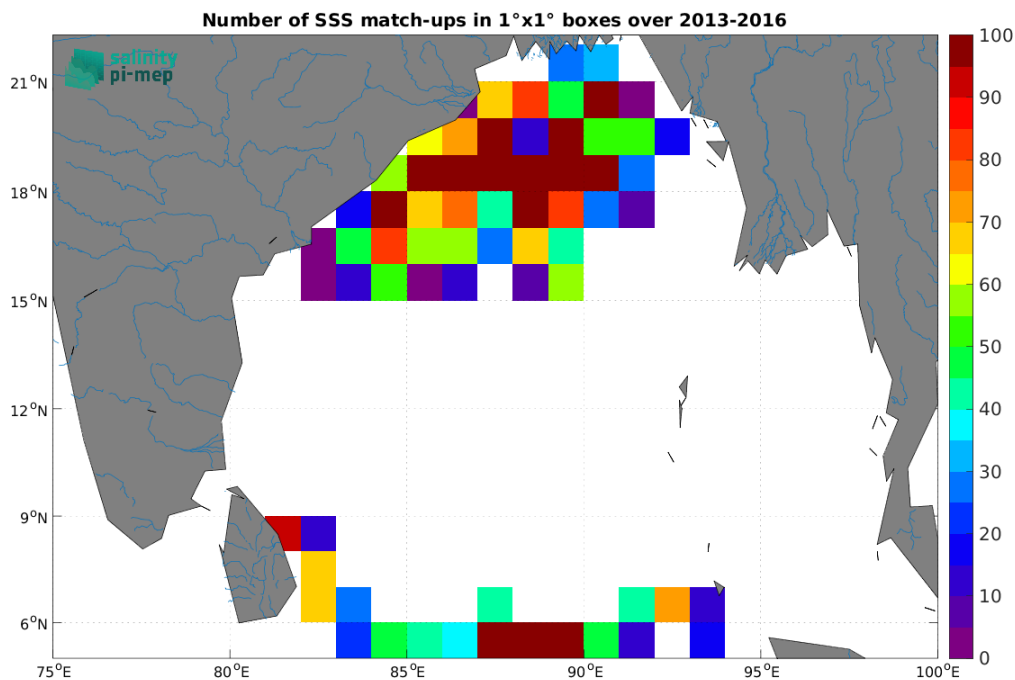 Number of SSS match-ups in 1°x1° boxes over 2013-2016
salinity
pi-mep
21°N
18°N
15°N
12°N
9°N
6°N
75°E 80°E 85°E 90°E 95°E 100°E
100
90
80
70
60
50
40
30
20
10
0